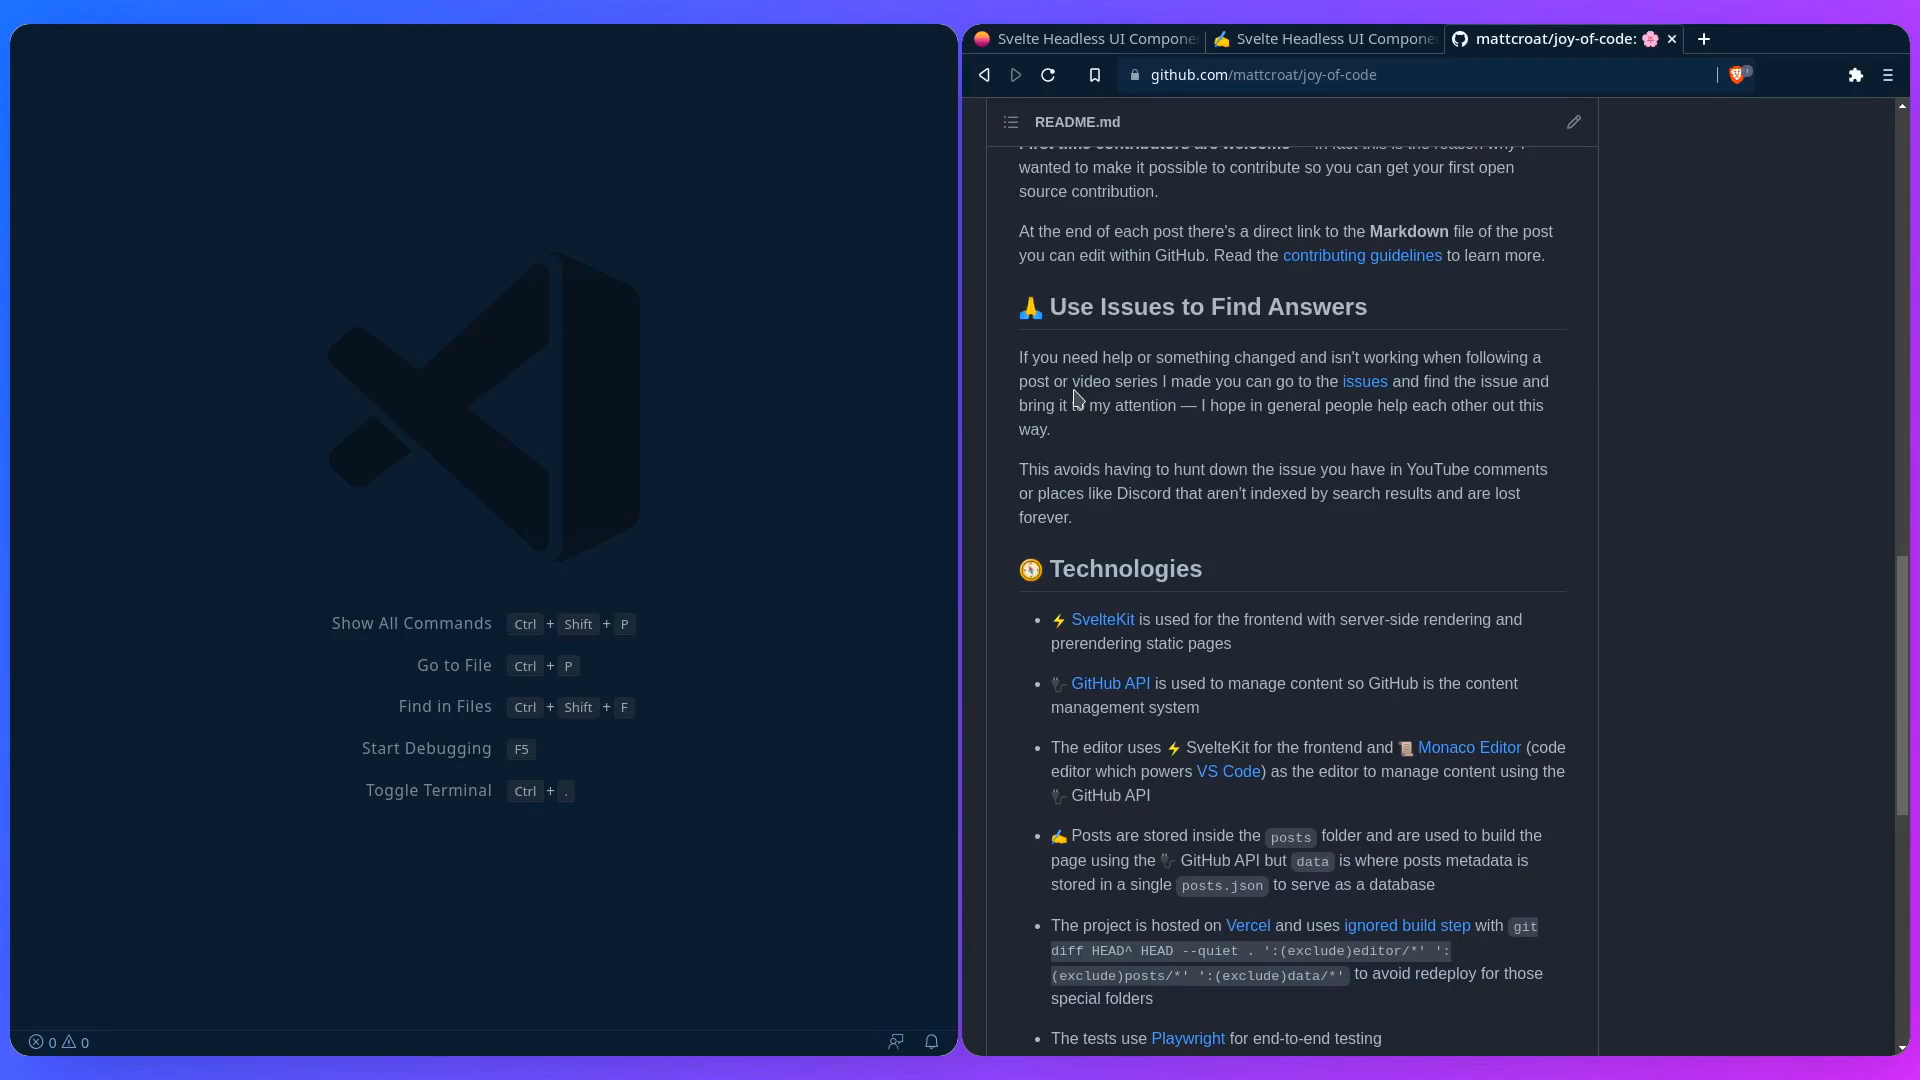 Show All Commands Ctrl + Shift + P
Go to File Ctrl + P
Find in Files Ctrl + Shift + F
Start Debugging F5
Toggle Terminal Ctrl + .
0 0
Svelte Headless UI Compone
Svelte Headless UI Compone
mattcroat/joy-of-code: 🌸
github.com/mattcroat/joy-of-code
README.md
First time contributors are welcome — in fact this is the reason why I
wanted to make it possible to contribute so you can get your first open
source contribution.
At the end of each post there's a direct link to the Markdown file of the post
you can edit within GitHub. Read the contributing guidelines to learn more.
🙏 Use Issues to Find Answers
If you need help or something changed and isn't working when following a
post or video series I made you can go to the issues and find the issue and
bring it to my attention — I hope in general people help each other out this
way.
This avoids having to hunt down the issue you have in YouTube comments
or places like Discord that aren't indexed by search results and are lost
forever.
🧭 Technologies
• ⚡ SvelteKit is used for the frontend with server-side rendering and
prerendering static pages
• 🔌 GitHub API is used to manage content so GitHub is the content
management system
• The editor uses ⚡ SvelteKit for the frontend and 📜 Monaco Editor (code
editor which powers VS Code) as the editor to manage content using the
🔌 GitHub API
• ✍️ Posts are stored inside the posts folder and are used to build the
page using the 🔌 GitHub API but data is where posts metadata is
stored in a single posts.json to serve as a database
• The project is hosted on Vercel and uses ignored build step with git
diff HEAD^ HEAD --quiet . ':(exclude)editor/*' ':
(exclude)posts/*' ':(exclude)data/*' to avoid redeploy for those
special folders
• The tests use Playwright for end-to-end testing